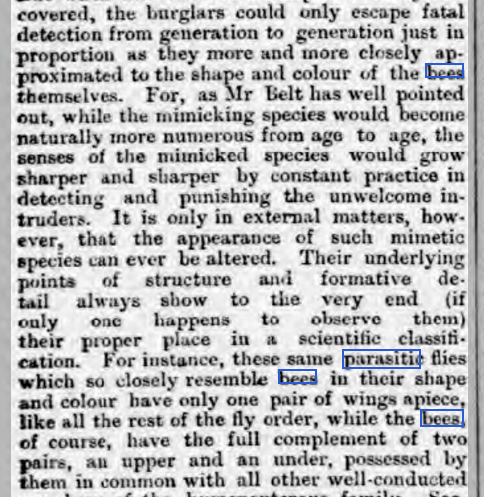 covered, the burglars could only escape fatal
detection from generation to generation just in
proportion as they more and more closely ap-
proximated to the shape and colour of the bees
themselves. For, as Mr Belt has well pointed
out, while the mimicking species would become
naturally more numerous from age to age, the
senses of the mimicked species would grow
sharper and sharper by constant practice in
detecting and punishing the unwelcome in-
truders. It is only in external matters, how-
ever, that the appearance of such mimetic
species can ever be altered. Their underlying
points of structure and formative de-
tail always show to the very end (if
only one happens to observe them)
their proper place in a scientific classifi-
cation. For instance, these same parasitic flies
which so closely resemble bees in their shape
and colour have only one pair of wings apiece,
like all the rest of the fly order, while the bees,
of course, have the full complement of two
pairs, an upper and an under, possessed by
them in common with all other well-conducted